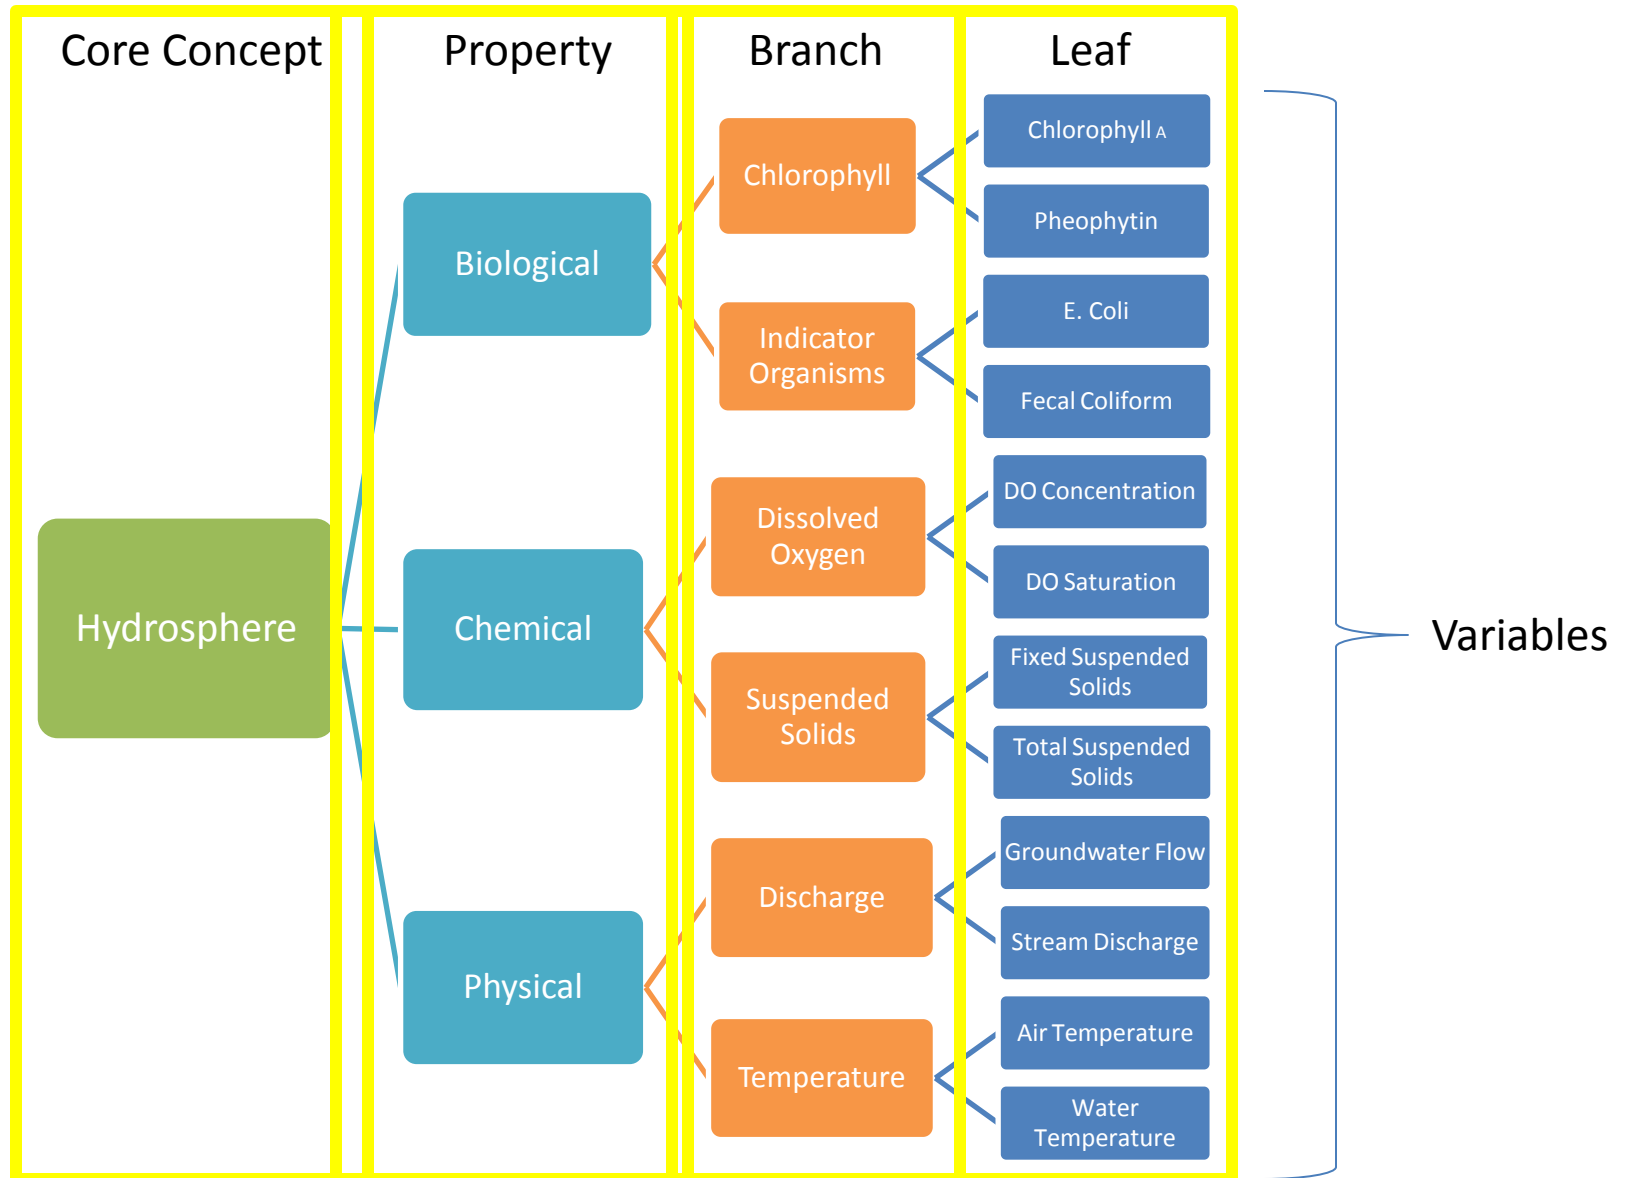 Core Concept
Property
Branch
Leaf
Hydrosphere
Biological
Chemical
Physical
Chlorophyll
Indicator
Organisms
Dissolved
Oxygen
Suspended
Solids
Discharge
Temperature
Chlorophyll A
Pheophytin
E. Coli
Fecal Coliform
DO Concentration
DO Saturation
Fixed Suspended
Solids
Total Suspended
Solids
Groundwater Flow
Stream Discharge
Air Temperature
Water
Temperature
Variables